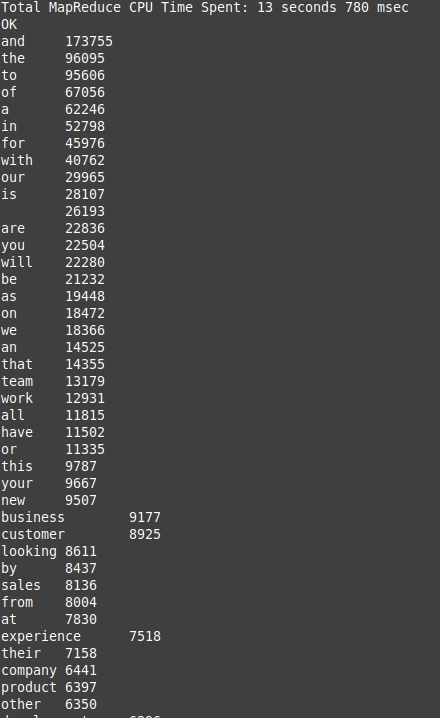 Total MapReduce CPU Time Spent: 13 seconds 780 msec
OK
and 173755
the 96095
to 95606
of 67056
a 62246
in 52798
for 45976
with 40762
our 29965
is 28107
26193
are 22836
you 22504
will 22280
be 21232
as 19448
on 18472
we 18366
an 14525
that 14355
team 13179
work 12931
all 11815
have 11502
or 11335
this 9787
your 9667
new 9507
business 9177
customer 8925
looking 8611
by 8437
sales 8136
from 8004
at 7830
experience 7518
their 7158
company 6441
product 6397
other 6350